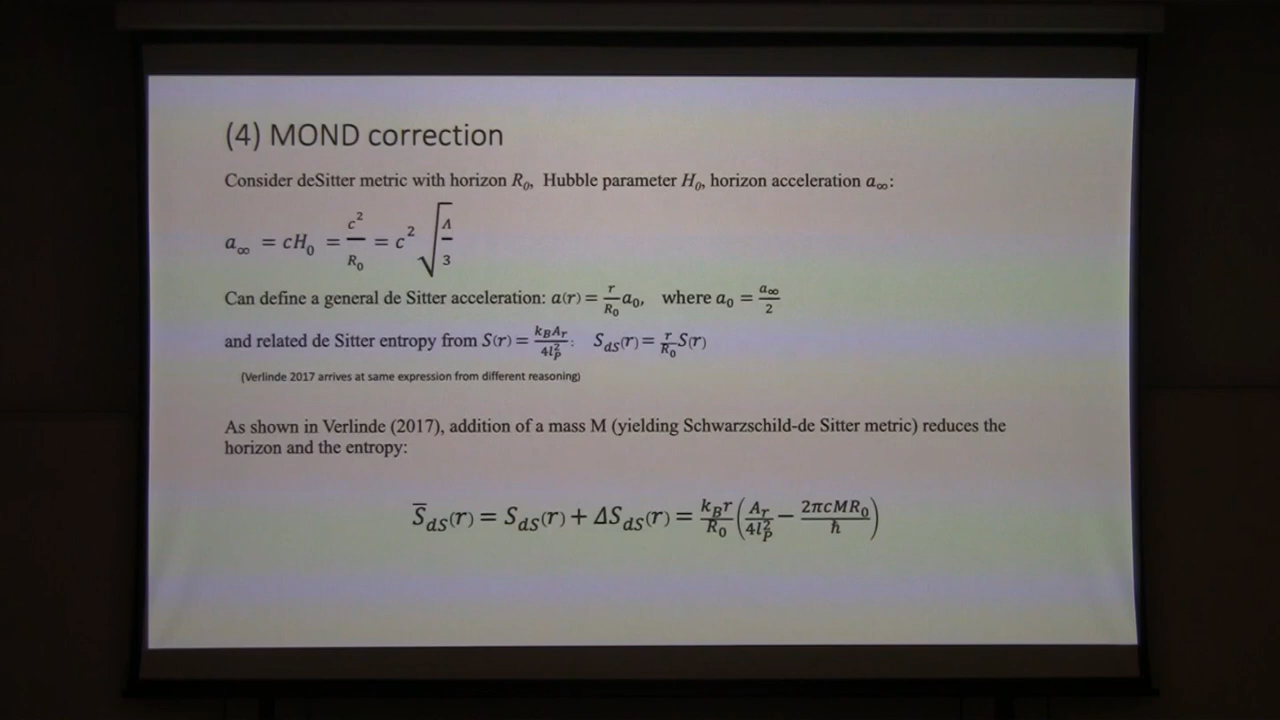 (4) MOND correction
Consider deSitter metric with horizon R₀, Hubble parameter H₀, horizon acceleration a∞:
a∞ = cH₀ = c²/R₀ = c² √(Λ/3)
Can define a general de Sitter acceleration: a(r) = r/R₀ a₀, where a₀ = a∞/2
and related de Sitter entropy from S(r) = k_B A_r / 4l_P² : S_dS(r) = r/R₀ S(r)
(Verlinde 2017 arrives at same expression from different reasoning)
As shown in Verlinde (2017), addition of a mass M (yielding Schwarzschild-de Sitter metric) reduces the
horizon and the entropy:
S̅_dS(r) = S_dS(r) + ΔS_dS(r) = k_B r / R₀ (A_r / 4l_P² − 2πcMR₀ / ħ)